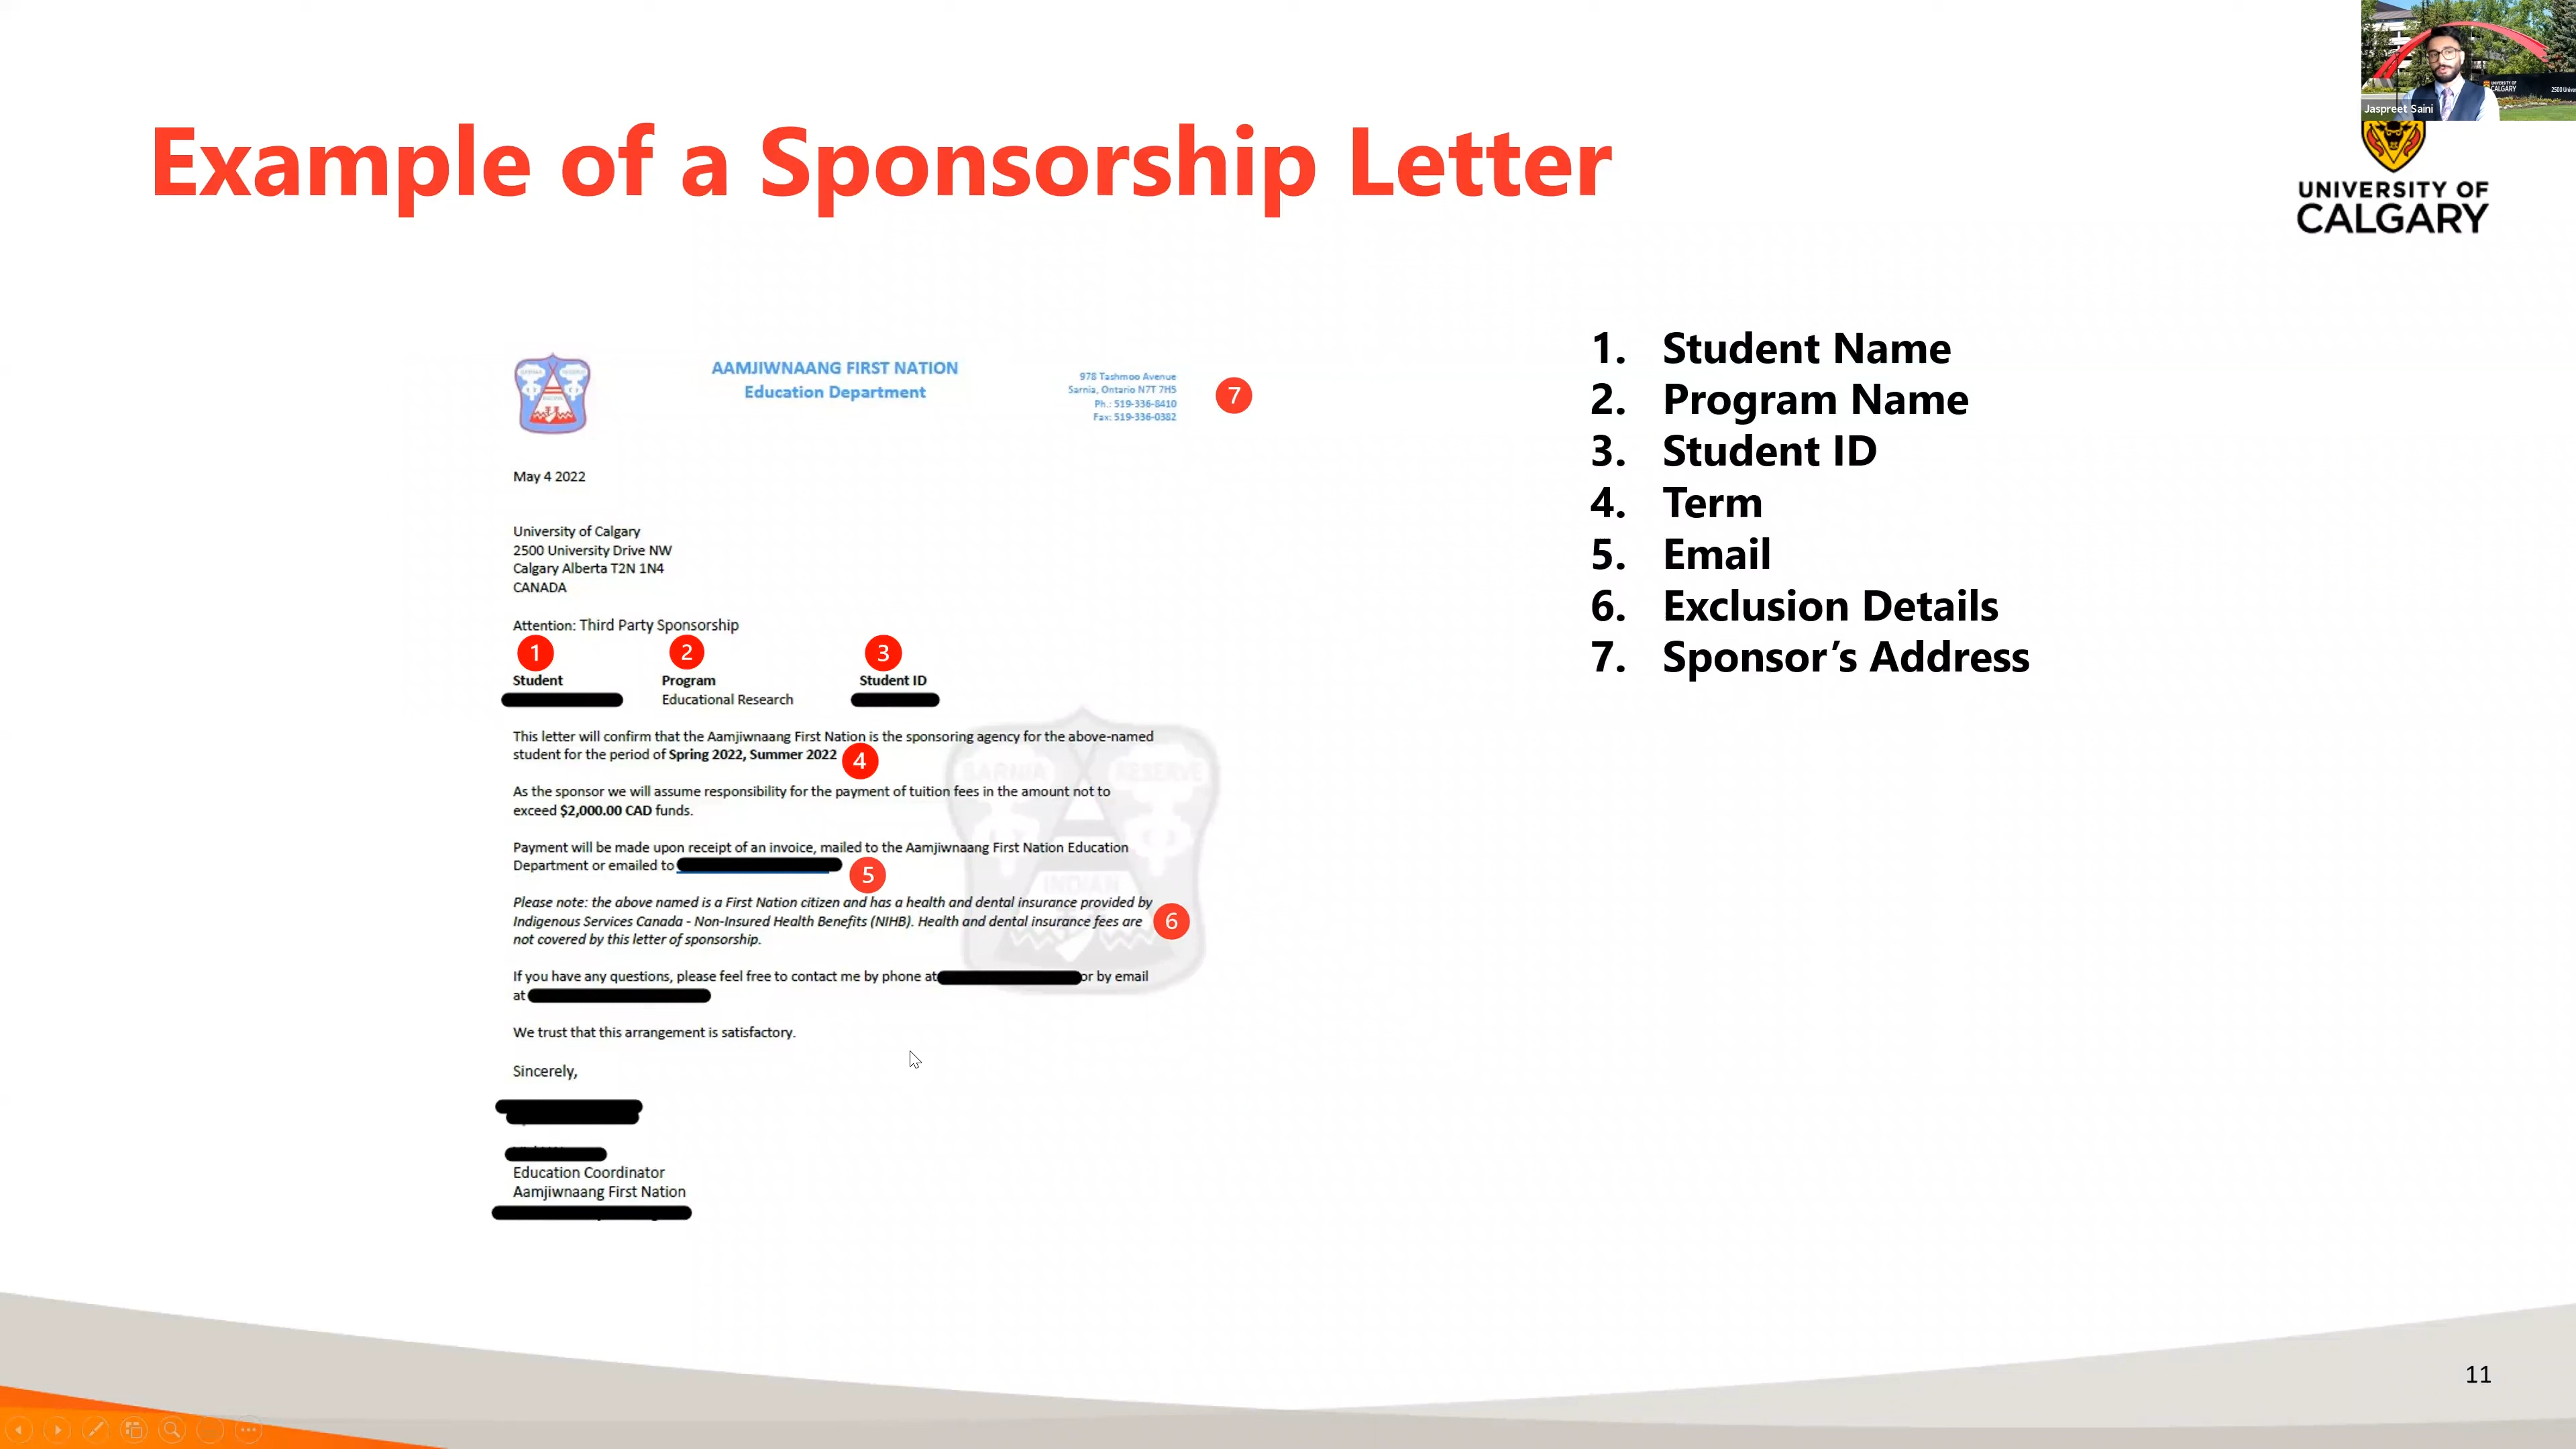 Jaspreet Saini
UNIVERSITY OF
CALGARY
2500 Univer
Example of a Sponsorship Letter
UNIVERSITY OF
CALGARY
AAMJIWNAANG FIRST NATION
Education Department
978 Tashmoo Avenue
Sarnia, Ontario N7T 7H5
Ph.: 519-336-8410
Fax: 519-336-0382
7
May 4 2022
University of Calgary
2500 University Drive NW
Calgary Alberta T2N 1N4
CANADA
Attention: Third Party Sponsorship
1 2 3
Student Program Student ID
Educational Research
This letter will confirm that the Aamjiwnaang First Nation is the sponsoring agency for the above-named
student for the period of Spring 2022, Summer 2022 4
As the sponsor we will assume responsibility for the payment of tuition fees in the amount not to
exceed $2,000.00 CAD funds.
Payment will be made upon receipt of an invoice, mailed to the Aamjiwnaang First Nation Education
Department or emailed to
5
Please note: the above named is a First Nation citizen and has a health and dental insurance provided by
Indigenous Services Canada - Non-Insured Health Benefits (NIHB). Health and dental insurance fees are
6
not covered by this letter of sponsorship.
If you have any questions, please feel free to contact me by phone at or by email
at
We trust that this arrangement is satisfactory.
Sincerely,
Education Coordinator
Aamjiwnaang First Nation
SARNIA RESERVE
INDIAN
1. Student Name
2. Program Name
3. Student ID
4. Term
5. Email
6. Exclusion Details
7. Sponsor’s Address
11